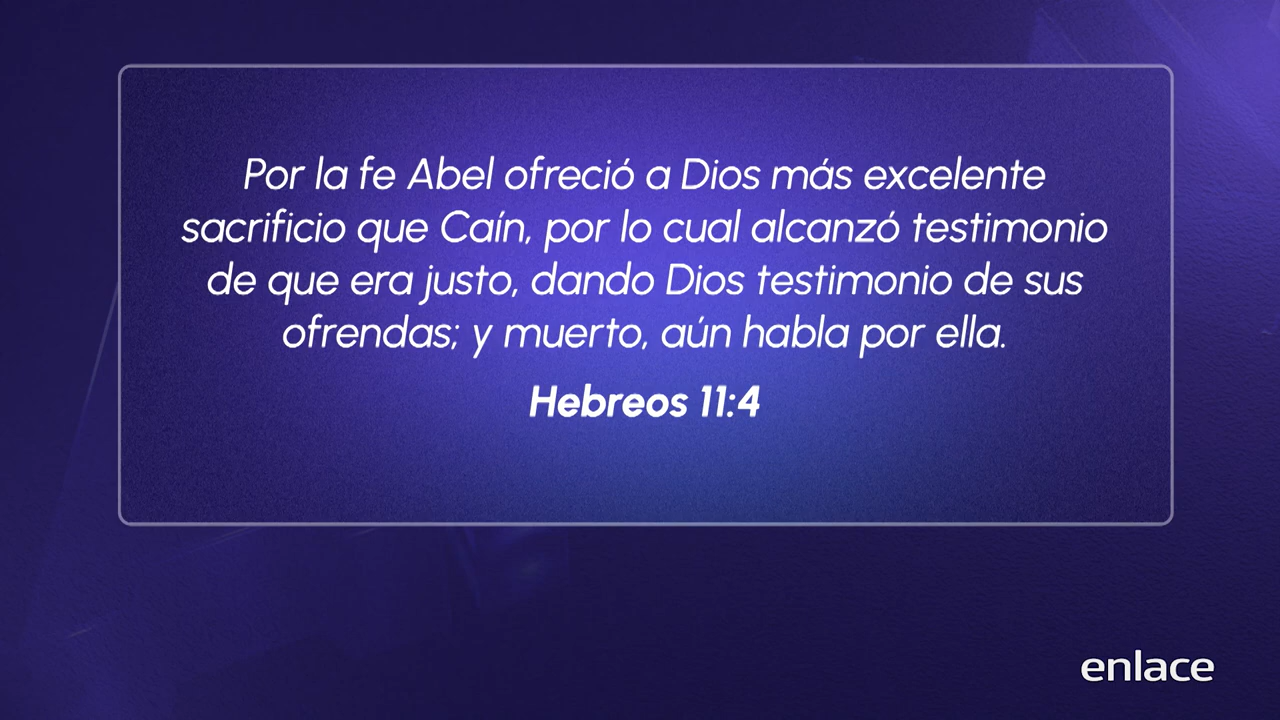 Por la fe Abel ofreció a Dios más excelente
sacrificio que Caín, por lo cual alcanzó testimonio
de que era justo, dando Dios testimonio de sus
ofrendas; y muerto, aún habla por ella.
Hebreos 11:4
enlace